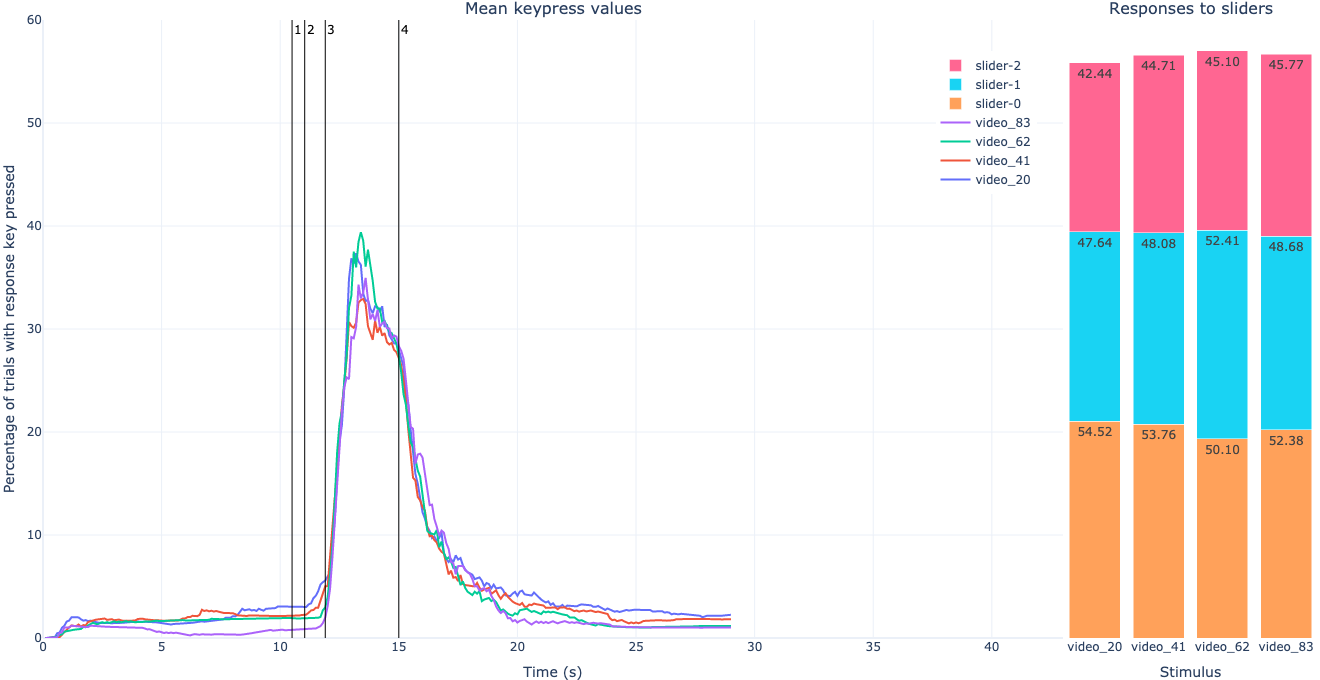 Mean keypress values
Responses to sliders
Percentage of trials with response key pressed
60
50
40
30
20
10
0
1
2
3
4
0
5
10
15
20
25
30
35
40
Time (s)
slider-2
slider-1
slider-0
video_83
video_62
video_41
video_20
42.44
44.71
45.10
45.77
47.64
48.08
52.41
48.68
54.52
53.76
50.10
52.38
video_20
video_41
video_62
video_83
Stimulus